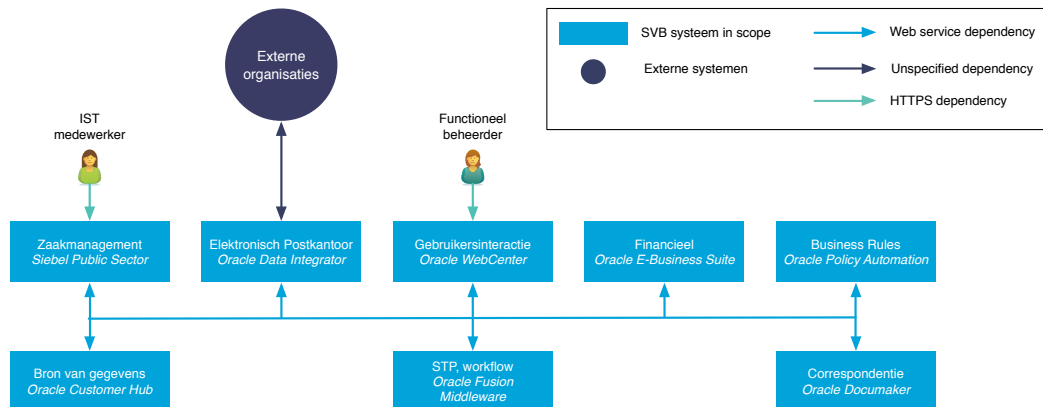 Externe
organisaties
SVB systeem in scope
Externe systemen
Web service dependency
Unspecified dependency
HTTPS dependency
IST
medewerker
Functioneel
beheerder
Zaakmanagement
Siebel Public Sector
Elektronisch Postkantoor
Oracle Data Integrator
Gebruikersinteractie
Oracle WebCenter
Financieel
Oracle E-Business Suite
Business Rules
Oracle Policy Automation
Bron van gegevens
Oracle Customer Hub
STP, workflow
Oracle Fusion
Middleware
Correspondentie
Oracle Documaker